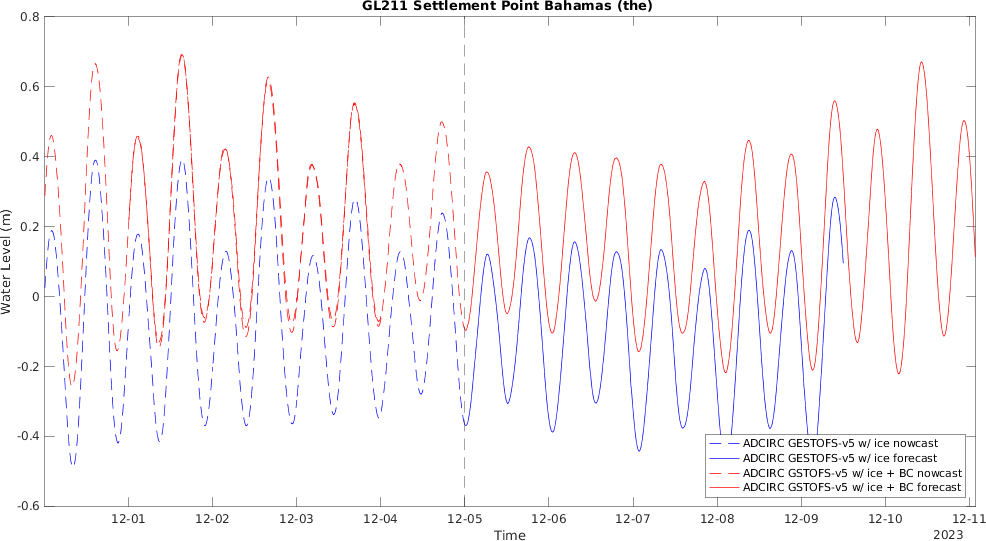 GL211 Settlement Point Bahamas (the)
0.8
0.6
0.4
0.2
0
-0.2
-0.4
-0.6
Water Level (m)
ADCIRC GESTOFS-v5 w/ ice nowcast
ADCIRC GESTOFS-v5 w/ ice forecast
ADCIRC GSTOFS-v5 w/ ice + BC nowcast
ADCIRC GSTOFS-v5 w/ ice + BC forecast
12-01 12-02 12-03 12-04 12-05 12-06 12-07 12-08 12-09 12-10 12-11
Time
2023